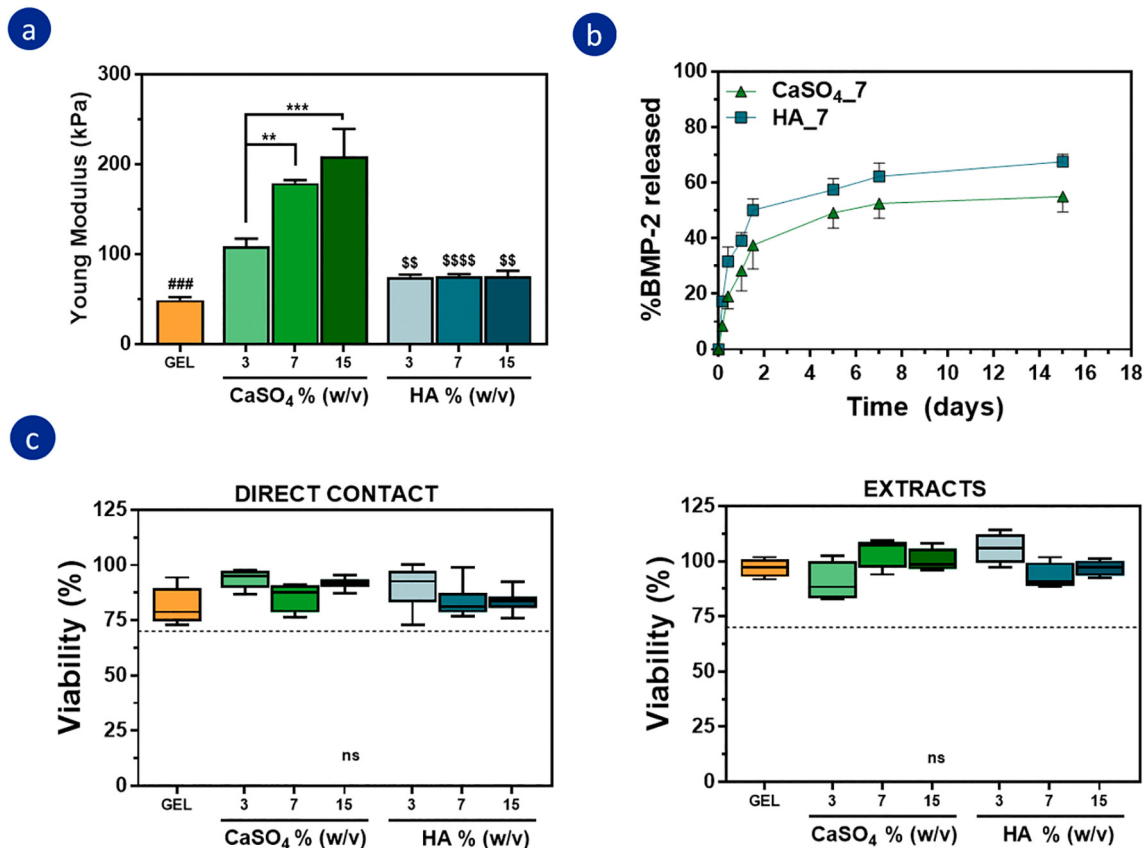 a
300
200
100
0
Young Modulus (kPa)
***
**
###
$$ $$$$ $$
GEL 3 7 15 3 7 15
CaSO4 % (w/v) HA % (w/v)
b
100
80
60
40
20
0
%BMP-2 released
CaSO4_7
HA_7
0 2 4 6 8 10 12 14 16 18
Time (days)
c
DIRECT CONTACT
125
100
75
50
25
0
Viability (%)
ns
GEL 3 7 15 3 7 15
CaSO4 % (w/v) HA % (w/v)
EXTRACTS
125
100
75
50
25
0
Viability (%)
ns
GEL 3 7 15 3 7 15
CaSO4 % (w/v) HA % (w/v)